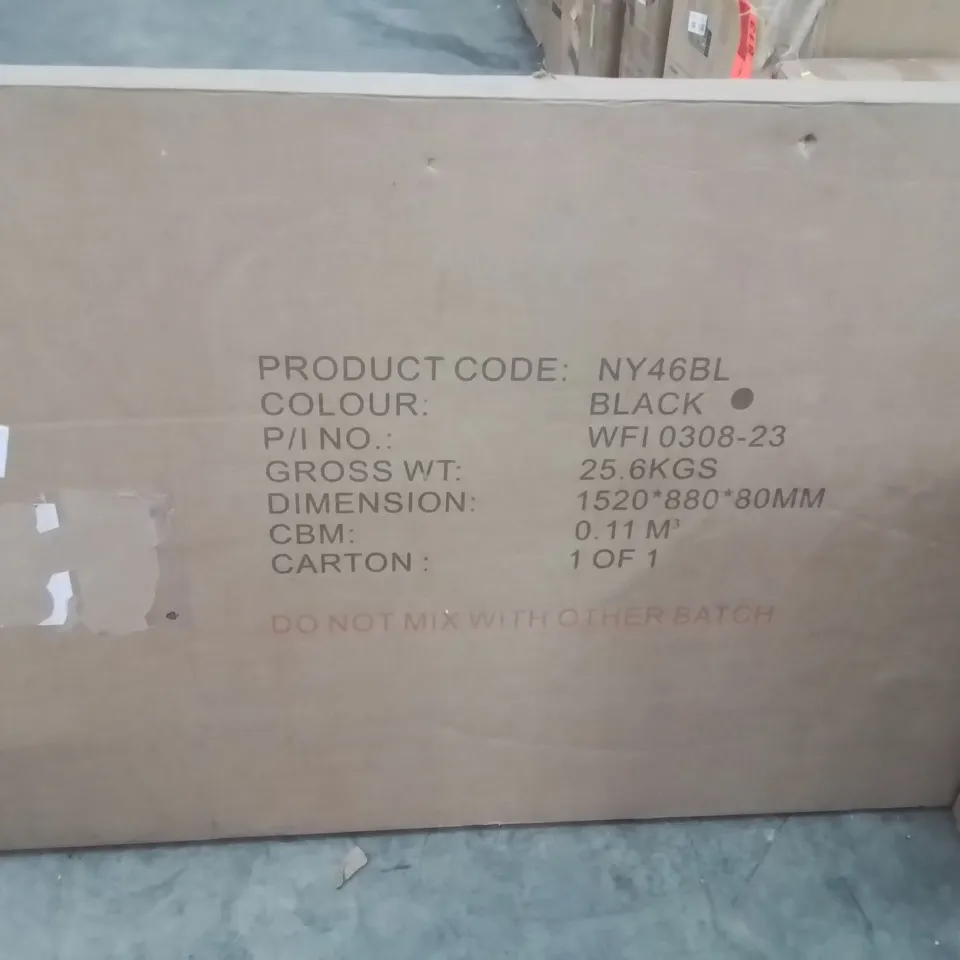 PRODUCT CODE: NY46BL
COLOUR: BLACK
P/I NO.: WFI 0308-23
GROSS WT: 25.6KGS
DIMENSION: 1520*880*80MM
CBM: 0.11 M³
CARTON : 1 OF 1
DO NOT MIX WITH OTHER BATCH